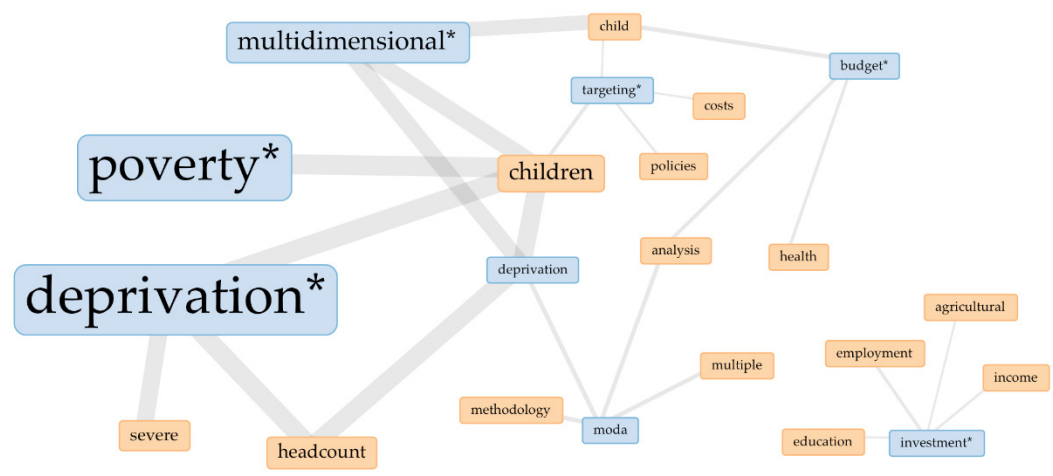 child
multidimensional*
budget*
targeting*
costs
poverty*
children
policies
analysis
health
deprivation
deprivation*
agricultural
employment
multiple
income
methodology
severe
moda
headcount
education
investment*